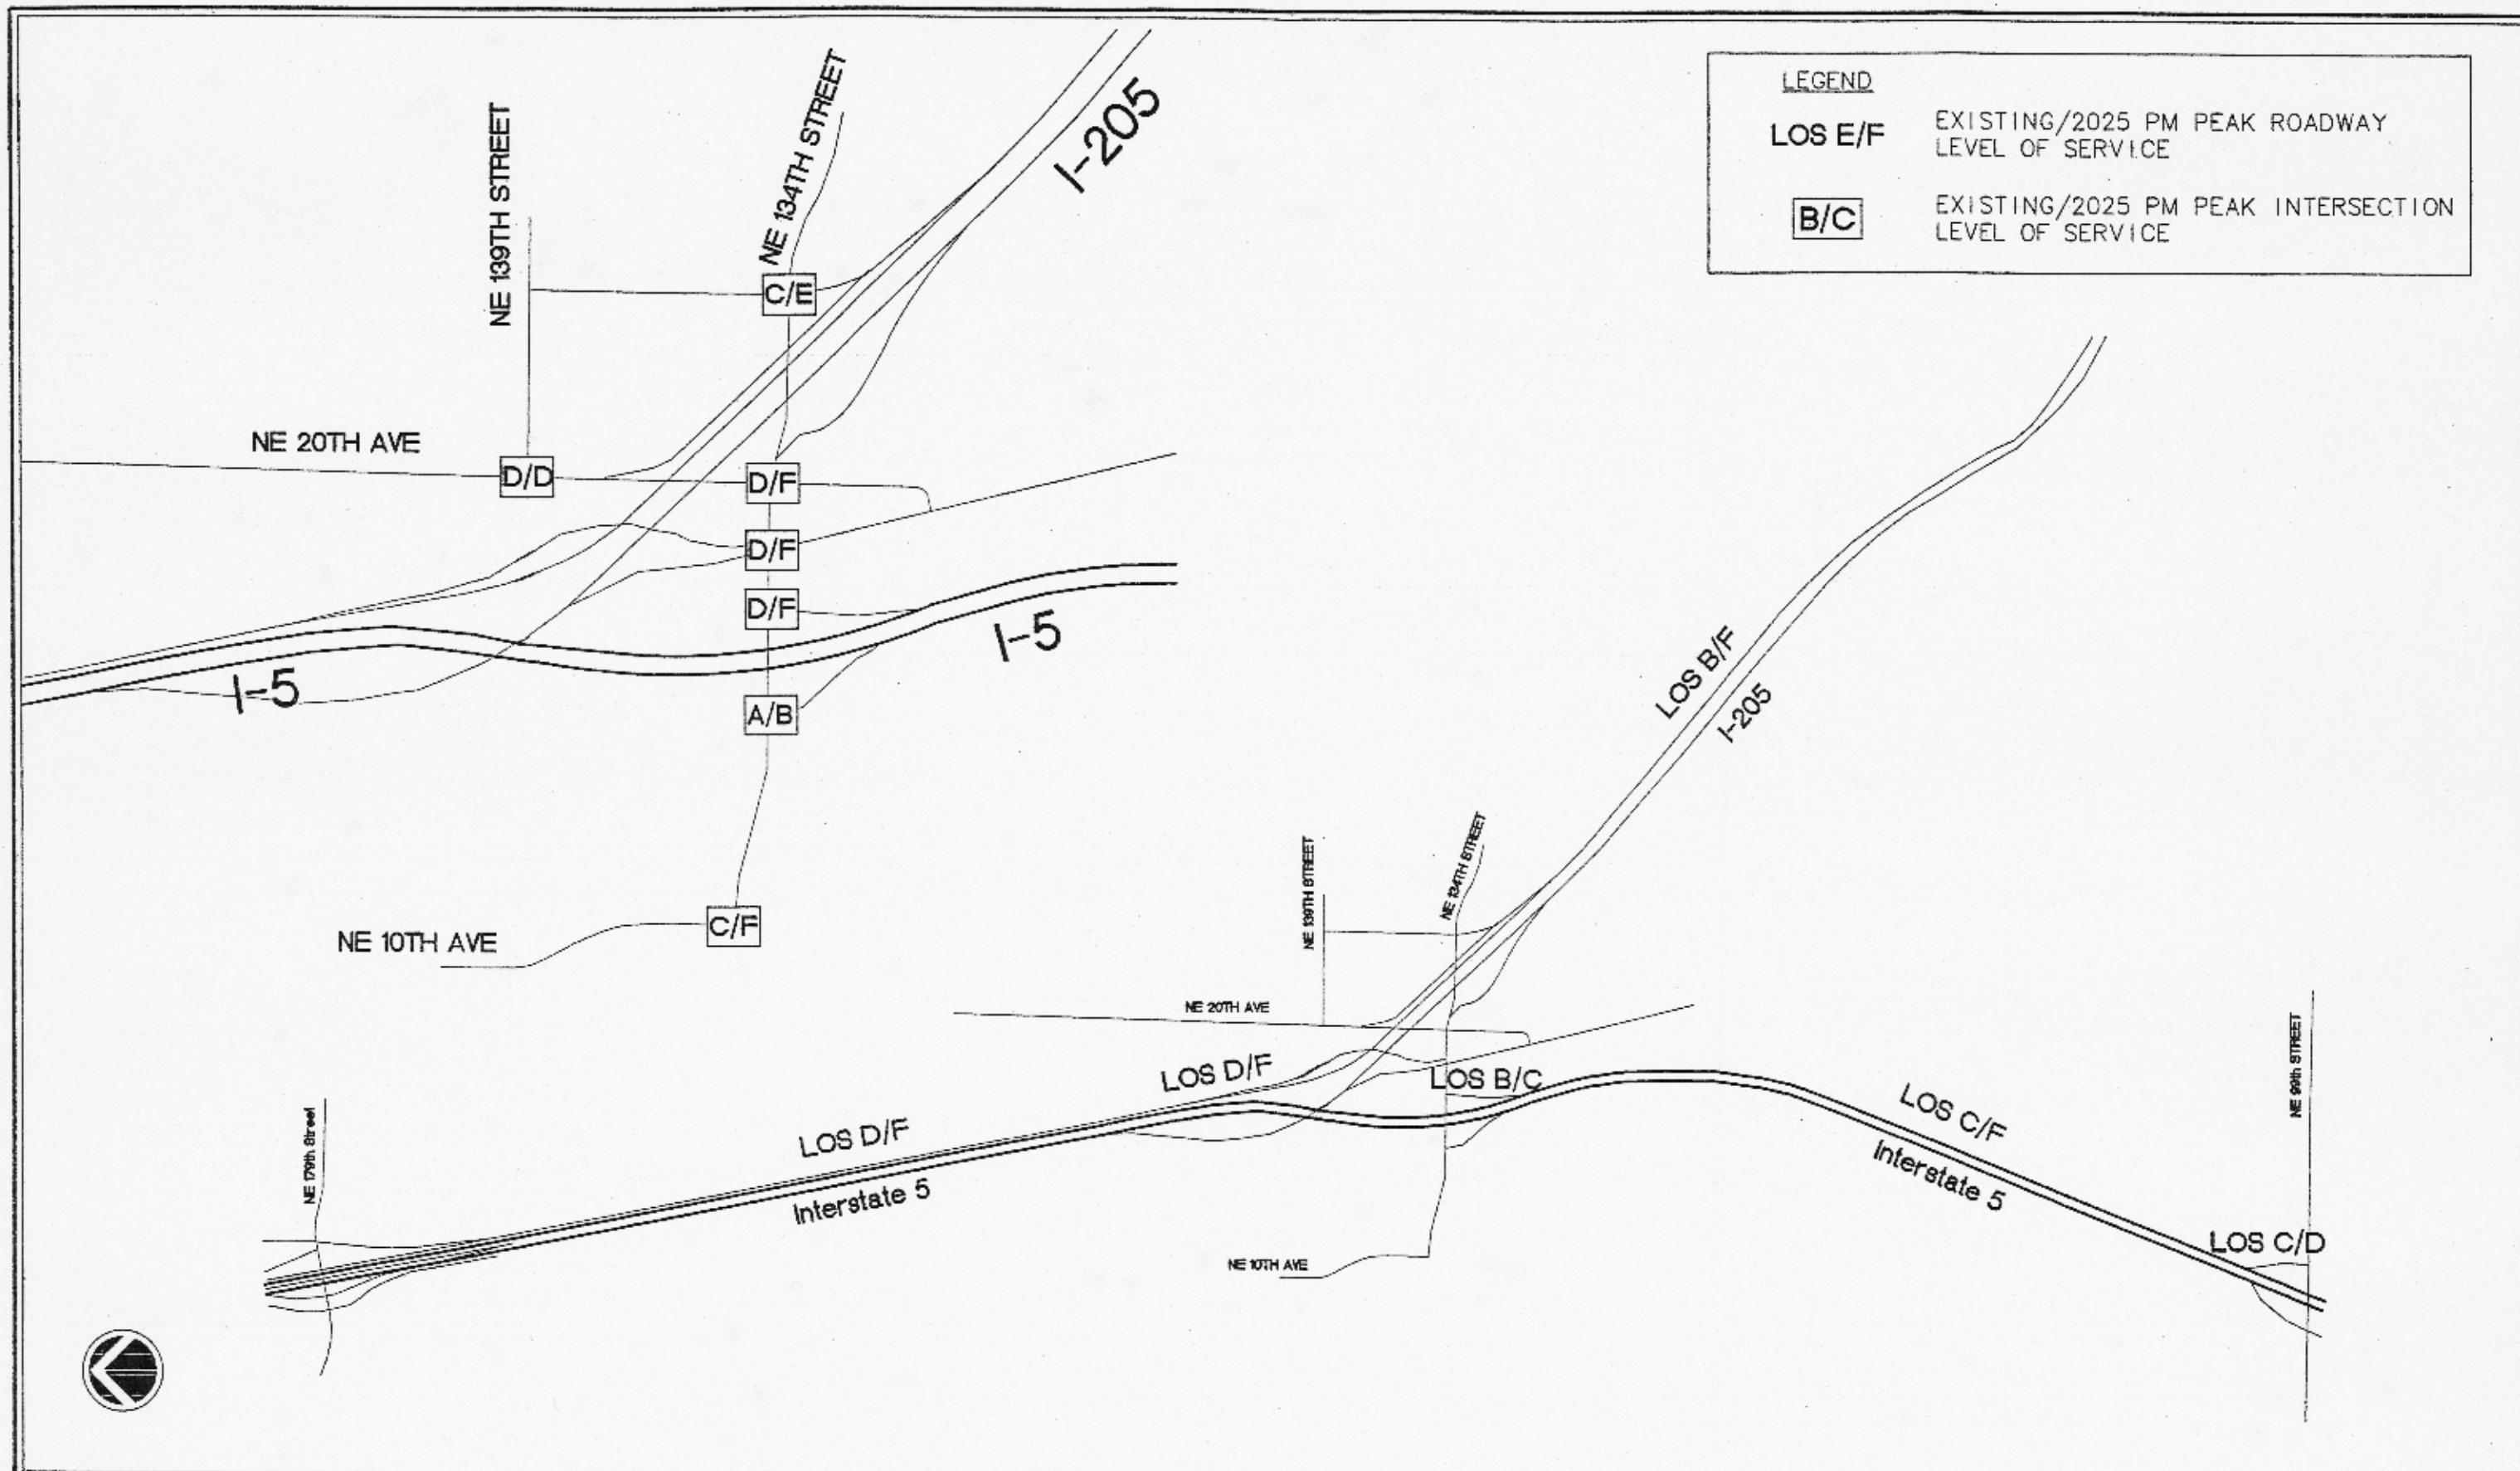 LEGEND
LOS E/F
EXISTING/2025 PM PEAK ROADWAY
LEVEL OF SERVICE
B/C
EXISTING/2025 PM PEAK INTERSECTION
LEVEL OF SERVICE
NE 139TH STREET
NE 134TH STREET
I-205
C/E
NE 20TH AVE
D/D
D/F
D/F
D/F
I-5
I-5
A/B
NE 10TH AVE
C/F
LOS B/F
I-205
NE 139TH STREET
NE 134TH STREET
NE 20TH AVE
LOS D/F
LOS B/C
LOS D/F
Interstate 5
NE 179th Street
NE 10TH AVE
LOS C/F
Interstate 5
NE 99th STREET
LOS C/D